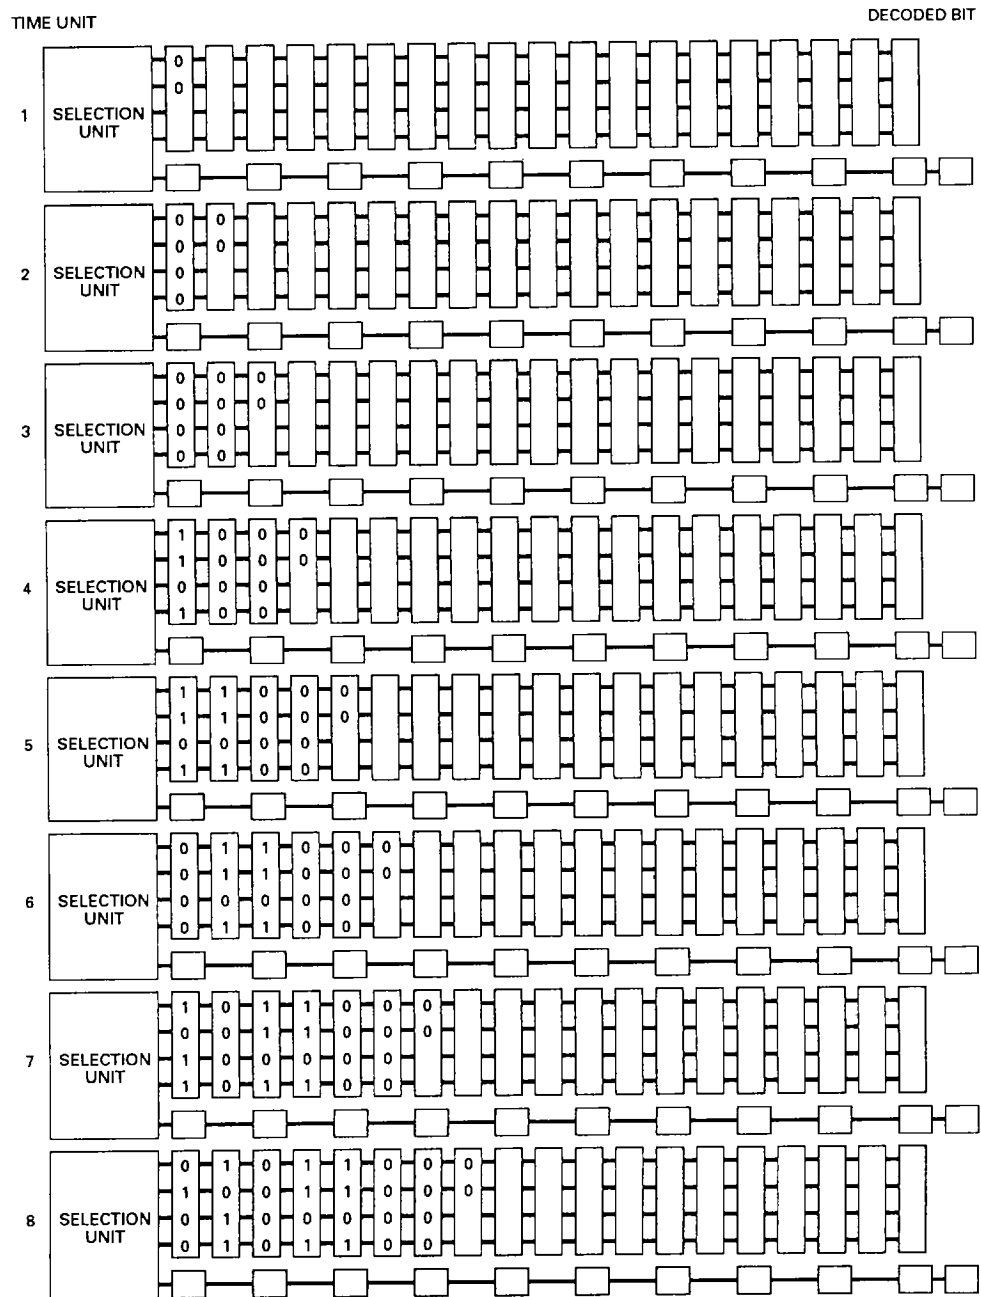 TIME UNIT DECODED BIT
0
0
1 SELECTION UNIT
0 0
0 0
0
0
2 SELECTION UNIT
0 0 0
0 0 0
0 0
0 0
3 SELECTION UNIT
1 0 0 0
1 0 0 0
0 0 0
1 0 0
4 SELECTION UNIT
1 1 0 0 0
1 1 0 0 0
0 0 0 0
1 1 0 0
5 SELECTION UNIT
0 1 1 0 0 0
0 1 1 0 0 0
0 0 0 0 0
0 1 1 0 0
6 SELECTION UNIT
1 0 1 1 0 0 0
0 0 1 1 0 0 0
1 0 0 0 0 0
1 0 1 1 0 0
7 SELECTION UNIT
0 1 0 1 1 0 0 0
1 0 0 1 1 0 0 0
0 1 0 0 0 0 0
0 1 0 1 1 0 0
8 SELECTION UNIT